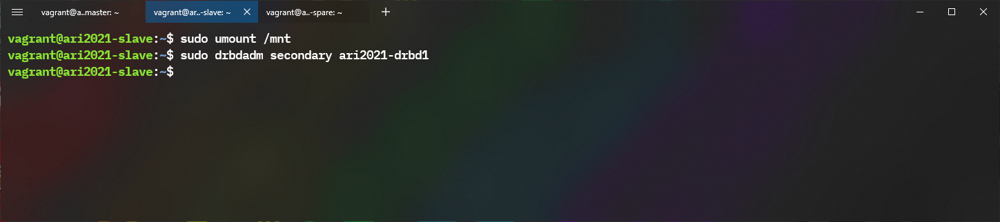 vagrant@a..master: ~ vagrant@ar..-slave: ~ vagrant@a..-spare: ~
vagrant@ari2021-slave:~$ sudo umount /mnt
vagrant@ari2021-slave:~$ sudo drbdadm secondary ari2021-drbd1
vagrant@ari2021-slave:~$